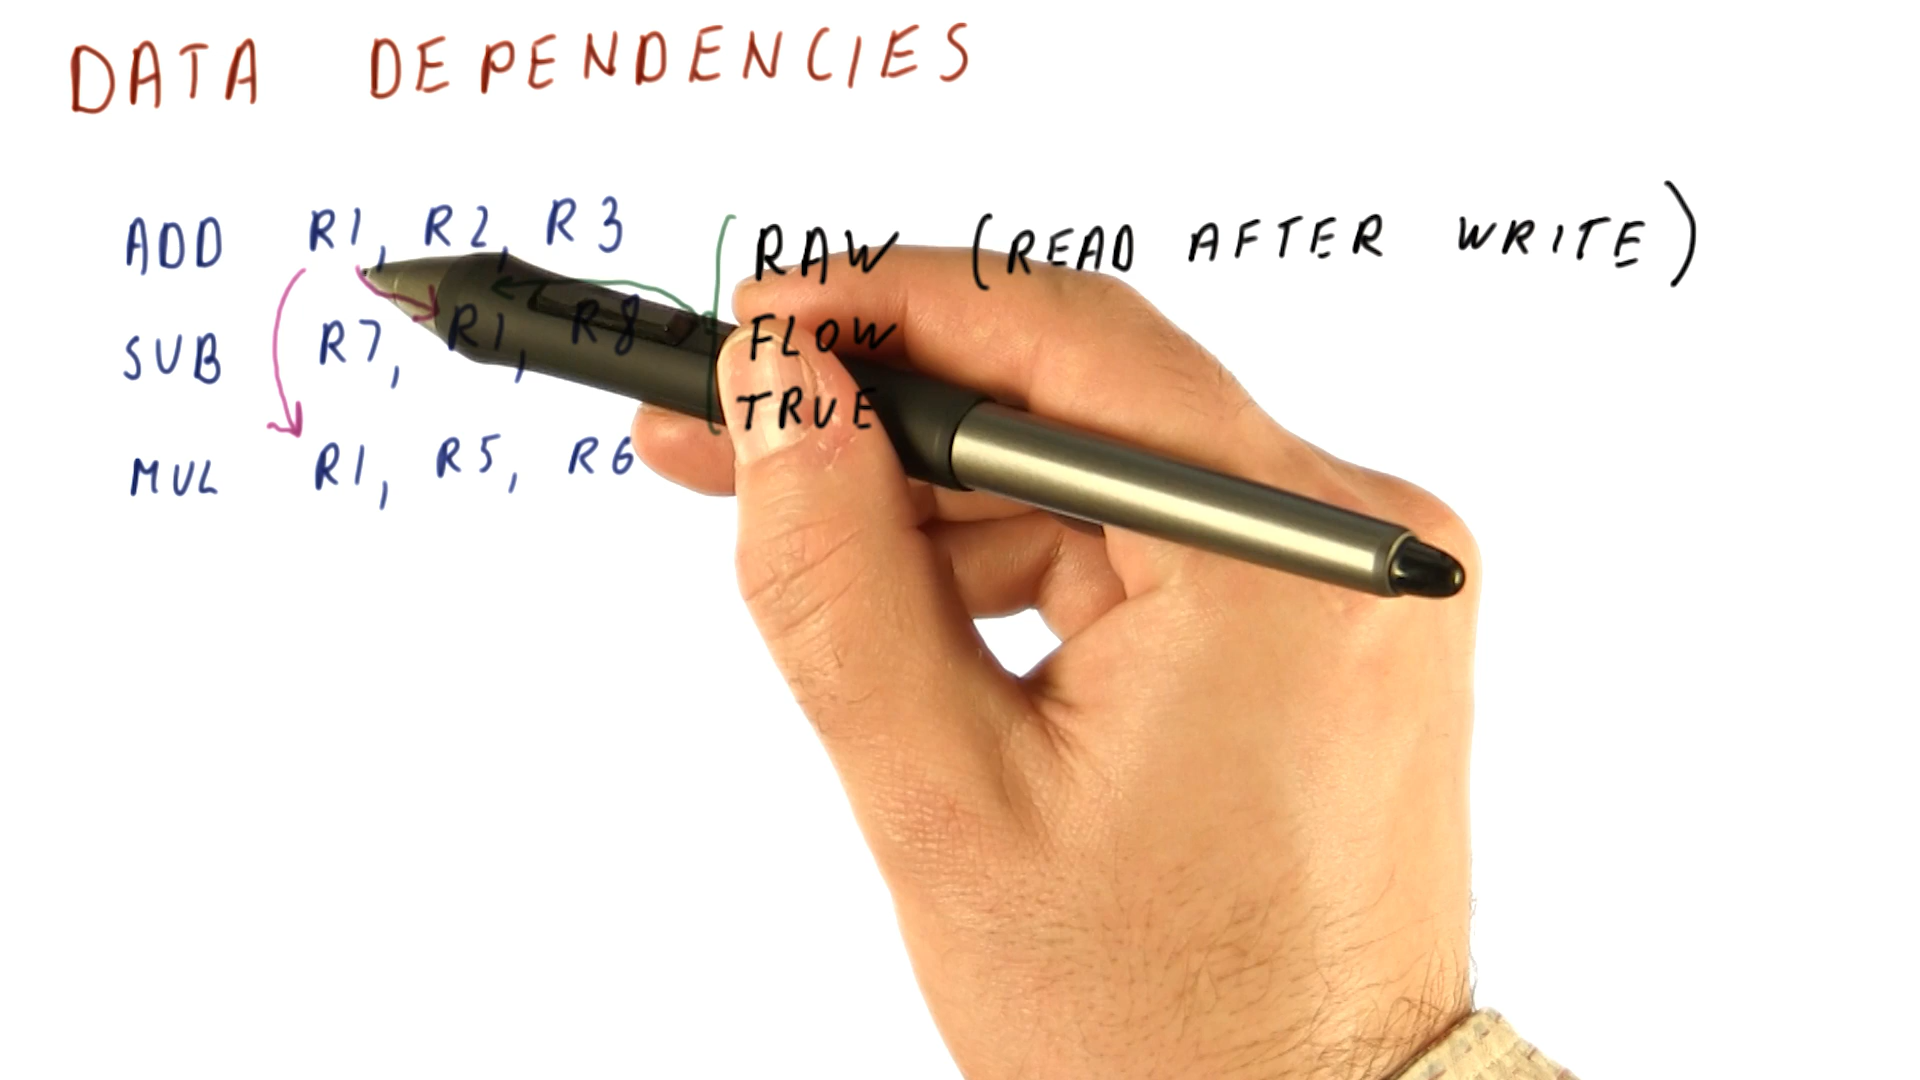 DATA DEPENDENCIES
ADD R1, R2, R3
SUB R7, R1, R8
MUL R1, R5, R6
RAW (READ AFTER WRITE)
FLOW
TRUE